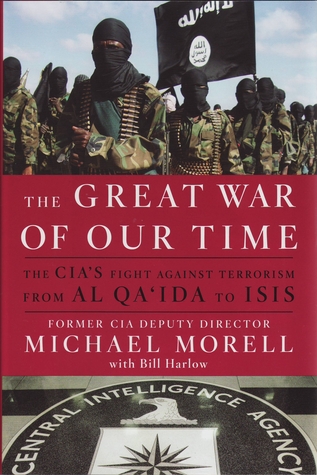 THE GREAT WAR
OF OUR TIME
THE CIA'S FIGHT AGAINST TERRORISM
FROM AL QA'IDA TO ISIS
FORMER CIA DEPUTY DIRECTOR
MICHAEL MORELL
with Bill Harlow
CENTRAL INTELLIGENCE AGENCY